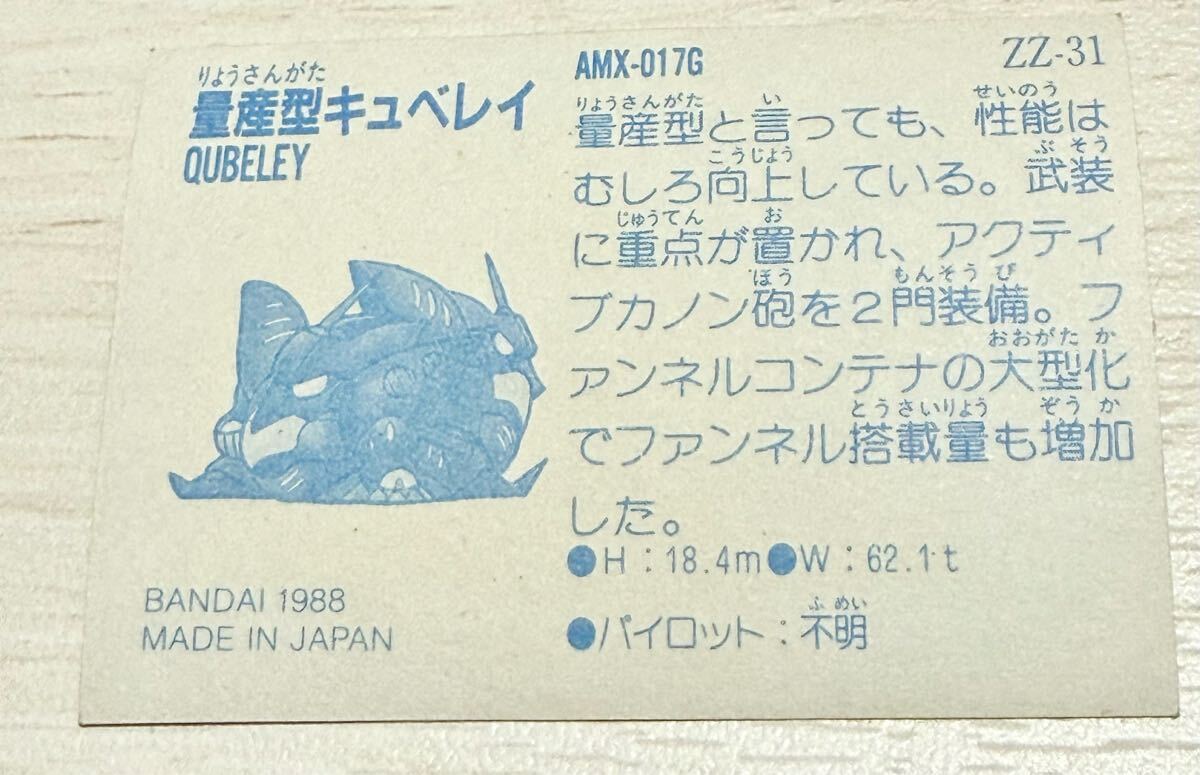 りょうさんがた
量産型キュベレイ
QUBELEY
AMX-017G
ZZ-31
りょうさんがた い せいのう
量産型と言っても、性能は
こうじょう ぶそう
むしろ向上している。武装
じゅうてん お
に重点が置かれ、アクティ
ほう もんそうび
ブカノン砲を2門装備。フ
おおがたか
ァンネルコンテナの大型化
とうさいりょう ぞうか
でファンネル搭載量も増加
した。
●H:18.4m●W:62.1t
ふめい
●パイロット:不明
BANDAI 1988
MADE IN JAPAN